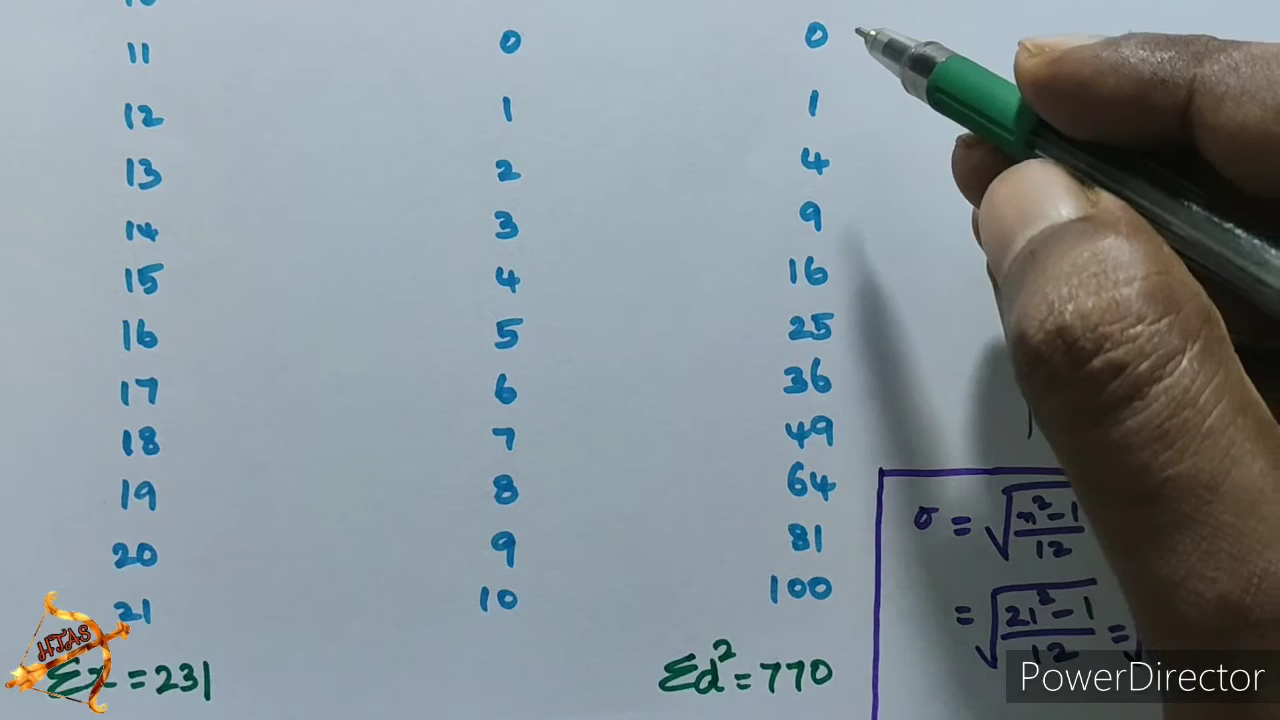 10
11 0 0
12 1 1
13 2 4
14 3 9
15 4 16
16 5 25
17 6 36
18 7 49
19 8 64
20 9 81
21 10 100
Σx = 231 Σd² = 770
σ = √((n²-1)/12)
= √((21²-1)/12) = √
HTAS
PowerDirector